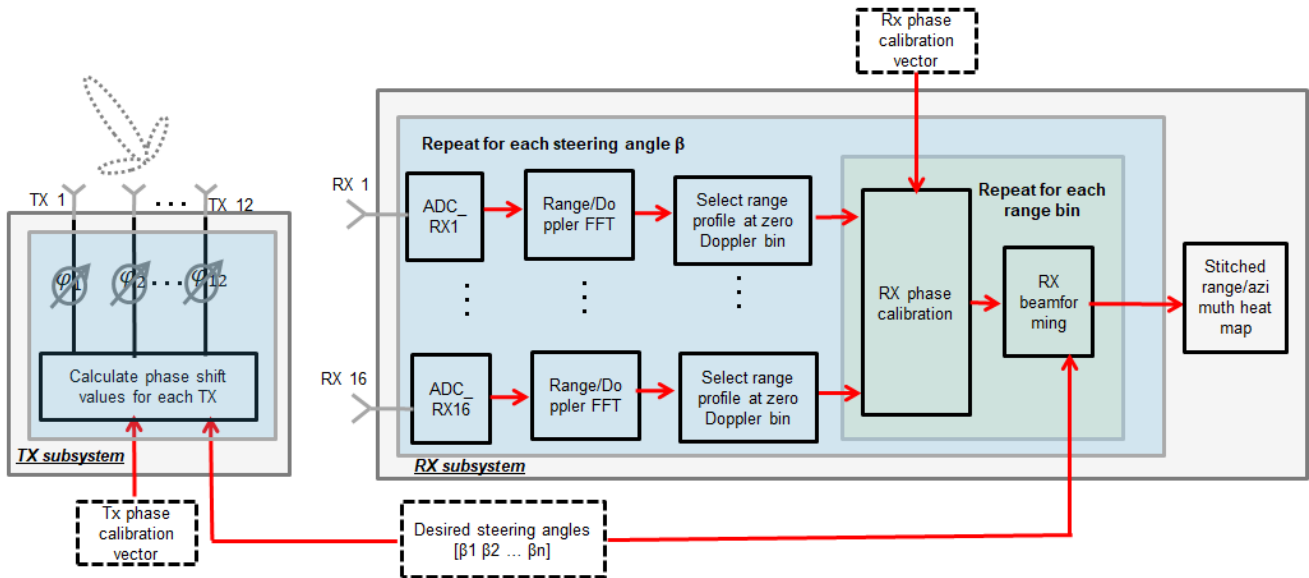 Rx phase
calibration
vector
Repeat for each steering angle β
Repeat for each
range bin
RX 1
ADC_
RX1
Range/Do
ppler FFT
Select range
profile at zero
Doppler bin
TX 1
...
TX 12
φ1
φ2
...
φ12
Calculate phase shift
values for each TX
TX subsystem
RX phase
calibration
RX
beamfor
ming
Stitched
range/azi
muth heat
map
RX 16
ADC_
RX16
Range/Do
ppler FFT
Select range
profile at zero
Doppler bin
RX subsystem
Tx phase
calibration
vector
Desired steering angles
[β1 β2 ... βn]